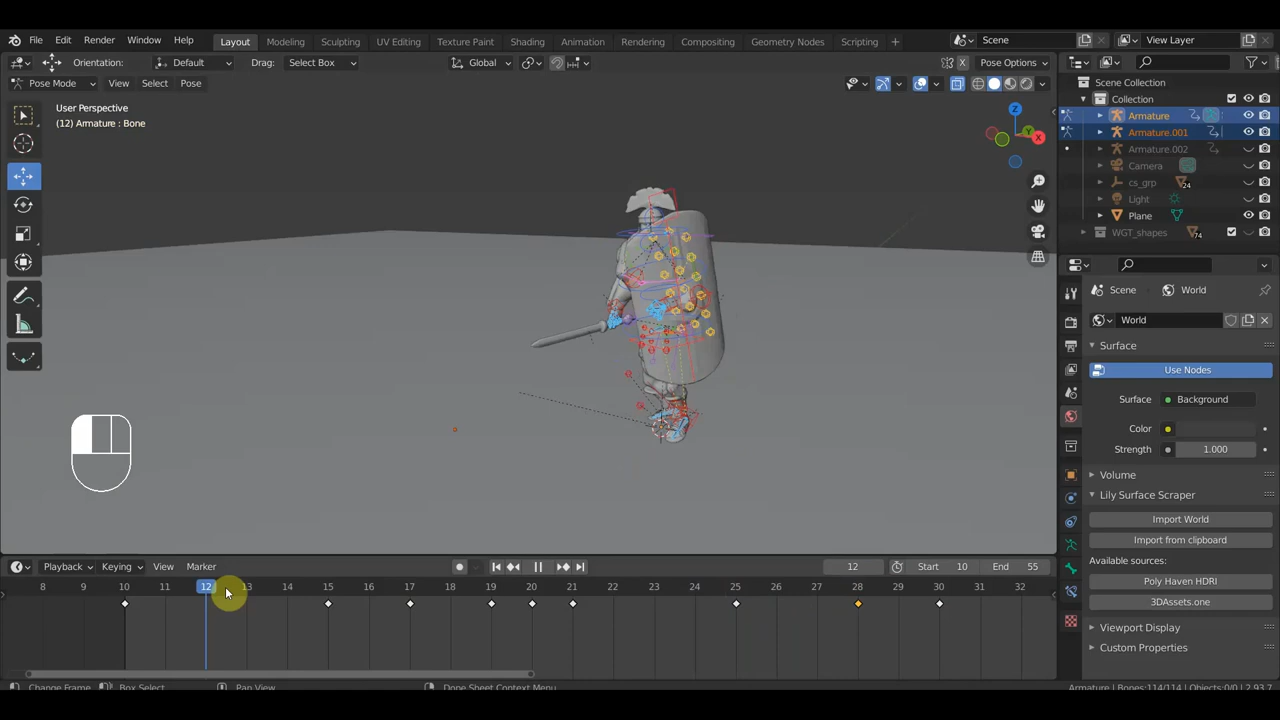 File Edit Render Window Help Layout Modeling Sculpting UV Editing Texture Paint Shading Animation Rendering Compositing Geometry Nodes Scripting + Scene View Layer
Orientation: Default Drag: Select Box Global X Pose Options
Pose Mode View Select Pose
Scene Collection
Collection
Armature
Armature.001
Armature.002
Camera
cs_grp 24
Light
Plane
WGT_shapes 74
User Perspective
(12) Armature : Bone
Z
Y
X
Scene World
World
Surface
Use Nodes
Surface Background
Color
Strength 1.000
Volume
Lily Surface Scraper
Import World
Import from clipboard
Available sources:
Poly Haven HDRI
3DAssets.one
Viewport Display
Custom Properties
Playback Keying View Marker 12 Start 10 End 55
8 9 10 11 12 13 14 15 16 17 18 19 20 21 22 23 24 25 26 27 28 29 30 31 32
Change Frame Box Select Pan View Dope Sheet Context Menu Armature | Bones:114/114 | Objects:0/0 | 2.93.7